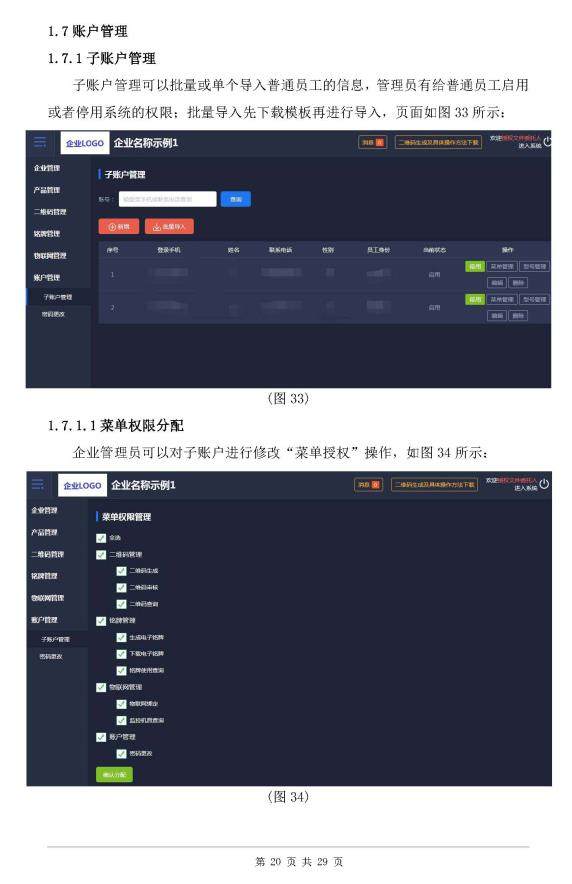 1.7 账户管理
1.7.1 子账户管理
子账户管理可以批量或单个导入普通员工的信息，管理员有给普通员工启用
或者停用系统的权限；批量导入先下载模板再进行导入，页面如图 33 所示：
企业LOGO 企业名称示例1 消息 0 二维码生成及具体操作方法下载 欢迎授权文件委托人
进入系统
企业管理
产品管理
二维码管理
铭牌管理
物联网管理
账户管理
子账户管理
密码更改
子账户管理
账号： 查询
新增 批量导入
序号 登录手机 姓名 联系电话 性别 员工身份 当前状态 操作
1 启用 停用 菜单管理 型号管理
编辑 删除
2 启用 停用 菜单管理 型号管理
编辑 删除
(图 33)
1.7.1.1 菜单权限分配
企业管理员可以对子账户进行修改“菜单授权”操作，如图 34 所示：
企业LOGO 企业名称示例1 消息 0 二维码生成及具体操作方法下载 欢迎授权文件委托人
进入系统
企业管理
产品管理
二维码管理
铭牌管理
物联网管理
账户管理
子账户管理
密码更改
菜单权限管理
全选
二维码管理
二维码生成
二维码审核
二维码查询
铭牌管理
生成电子铭牌
下载电子铭牌
铭牌使用查询
物联网管理
物联网绑定
监控机器查询
账户管理
密码更改
确认分配
(图 34)
第 20 页 共 29 页